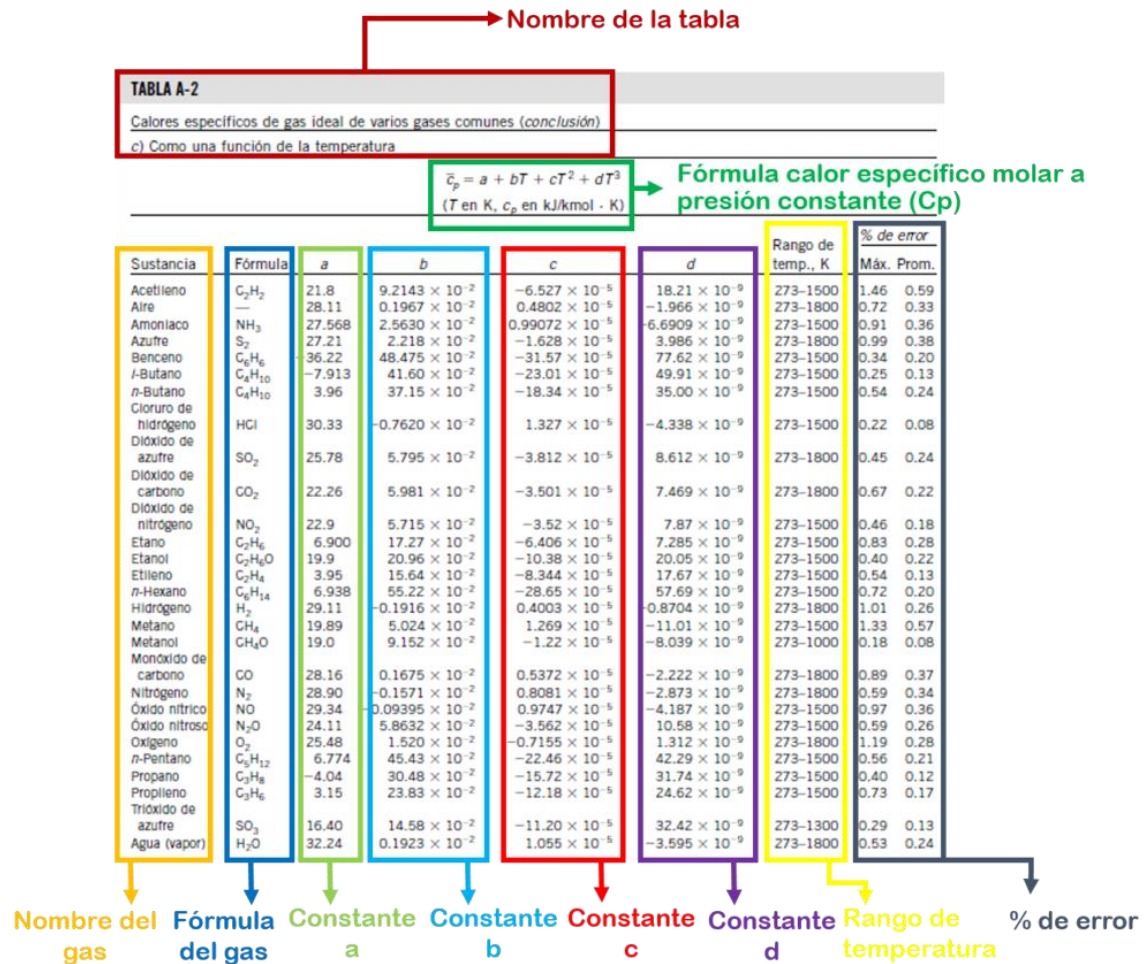 Nombre de la tabla
TABLA A-2
Calores específicos de gas ideal de varios gases comunes (conclusión)
c) Como una función de la temperatura
c̅p = a + bT + cT² + dT³
(T en K, cp en kJ/kmol · K)
Fórmula calor específico molar a
presión constante (Cp)
Rango de % de error
Sustancia Fórmula a b c d temp., K Máx. Prom.
Acetileno C₂H₂ 21.8 9.2143 × 10⁻² −6.527 × 10⁻⁵ 18.21 × 10⁻⁹ 273–1500 1.46 0.59
Aire — 28.11 0.1967 × 10⁻² 0.4802 × 10⁻⁵ −1.966 × 10⁻⁹ 273–1800 0.72 0.33
Amoniaco NH₃ 27.568 2.5630 × 10⁻² 0.99072 × 10⁻⁵ −6.6909 × 10⁻⁹ 273–1500 0.91 0.36
Azufre S₂ 27.21 2.218 × 10⁻² −1.628 × 10⁻⁵ 3.986 × 10⁻⁹ 273–1800 0.99 0.38
Benceno C₆H₆ −36.22 48.475 × 10⁻² −31.57 × 10⁻⁵ 77.62 × 10⁻⁹ 273–1500 0.34 0.20
i-Butano C₄H₁₀ −7.913 41.60 × 10⁻² −23.01 × 10⁻⁵ 49.91 × 10⁻⁹ 273–1500 0.25 0.13
n-Butano C₄H₁₀ 3.96 37.15 × 10⁻² −18.34 × 10⁻⁵ 35.00 × 10⁻⁹ 273–1500 0.54 0.24
Cloruro de
hidrógeno HCl 30.33 −0.7620 × 10⁻² 1.327 × 10⁻⁵ −4.338 × 10⁻⁹ 273–1500 0.22 0.08
Dióxido de
azufre SO₂ 25.78 5.795 × 10⁻² −3.812 × 10⁻⁵ 8.612 × 10⁻⁹ 273–1800 0.45 0.24
Dióxido de
carbono CO₂ 22.26 5.981 × 10⁻² −3.501 × 10⁻⁵ 7.469 × 10⁻⁹ 273–1800 0.67 0.22
Dióxido de
nitrógeno NO₂ 22.9 5.715 × 10⁻² −3.52 × 10⁻⁵ 7.87 × 10⁻⁹ 273–1500 0.46 0.18
Etano C₂H₆ 6.900 17.27 × 10⁻² −6.406 × 10⁻⁵ 7.285 × 10⁻⁹ 273–1500 0.83 0.28
Etanol C₂H₆O 19.9 20.96 × 10⁻² −10.38 × 10⁻⁵ 20.05 × 10⁻⁹ 273–1500 0.40 0.22
Etileno C₂H₄ 3.95 15.64 × 10⁻² −8.344 × 10⁻⁵ 17.67 × 10⁻⁹ 273–1500 0.54 0.13
n-Hexano C₆H₁₄ 6.938 55.22 × 10⁻² −28.65 × 10⁻⁵ 57.69 × 10⁻⁹ 273–1500 0.72 0.20
Hidrógeno H₂ 29.11 −0.1916 × 10⁻² 0.4003 × 10⁻⁵ −0.8704 × 10⁻⁹ 273–1800 1.01 0.26
Metano CH₄ 19.89 5.024 × 10⁻² 1.269 × 10⁻⁵ −11.01 × 10⁻⁹ 273–1500 1.33 0.57
Metanol CH₄O 19.0 9.152 × 10⁻² −1.22 × 10⁻⁵ −8.039 × 10⁻⁹ 273–1000 0.18 0.08
Monóxido de
carbono CO 28.16 0.1675 × 10⁻² 0.5372 × 10⁻⁵ −2.222 × 10⁻⁹ 273–1800 0.89 0.37
Nitrógeno N₂ 28.90 −0.1571 × 10⁻² 0.8081 × 10⁻⁵ −2.873 × 10⁻⁹ 273–1800 0.59 0.34
Óxido nítrico NO 29.34 −0.09395 × 10⁻² 0.9747 × 10⁻⁵ −4.187 × 10⁻⁹ 273–1500 0.97 0.36
Óxido nitroso N₂O 24.11 5.8632 × 10⁻² −3.562 × 10⁻⁵ 10.58 × 10⁻⁹ 273–1500 0.59 0.26
Oxígeno O₂ 25.48 1.520 × 10⁻² −0.7155 × 10⁻⁵ 1.312 × 10⁻⁹ 273–1800 1.19 0.28
n-Pentano C₅H₁₂ 6.774 45.43 × 10⁻² −22.46 × 10⁻⁵ 42.29 × 10⁻⁹ 273–1500 0.56 0.21
Propano C₃H₈ −4.04 30.48 × 10⁻² −15.72 × 10⁻⁵ 31.74 × 10⁻⁹ 273–1500 0.40 0.12
Propileno C₃H₆ 3.15 23.83 × 10⁻² −12.18 × 10⁻⁵ 24.62 × 10⁻⁹ 273–1500 0.73 0.17
Trióxido de
azufre SO₃ 16.40 14.58 × 10⁻² −11.20 × 10⁻⁵ 32.42 × 10⁻⁹ 273–1300 0.29 0.13
Agua (vapor) H₂O 32.24 0.1923 × 10⁻² 1.055 × 10⁻⁵ −3.595 × 10⁻⁹ 273–1800 0.53 0.24
Nombre del Fórmula Constante Constante Constante Constante Rango de % de error
gas del gas a b c d temperatura